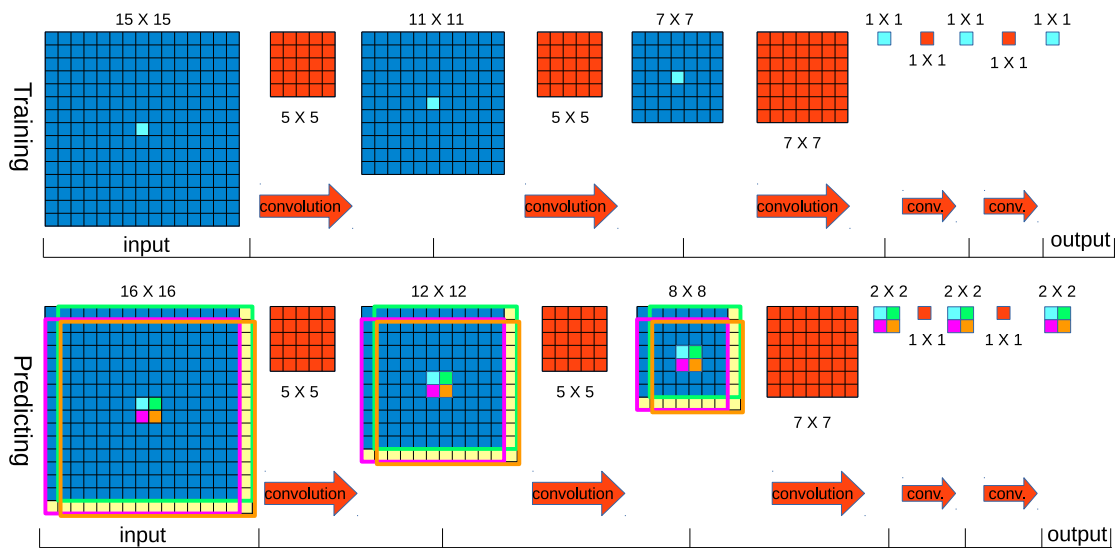 15 X 15
11 X 11
7 X 7
1 X 1
1 X 1
1 X 1
1 X 1
1 X 1
5 X 5
5 X 5
7 X 7
Training
convolution
convolution
convolution
conv.
conv.
input
output
16 X 16
12 X 12
8 X 8
2 X 2
2 X 2
2 X 2
1 X 1
1 X 1
5 X 5
5 X 5
7 X 7
Predicting
convolution
convolution
convolution
conv.
conv.
input
output